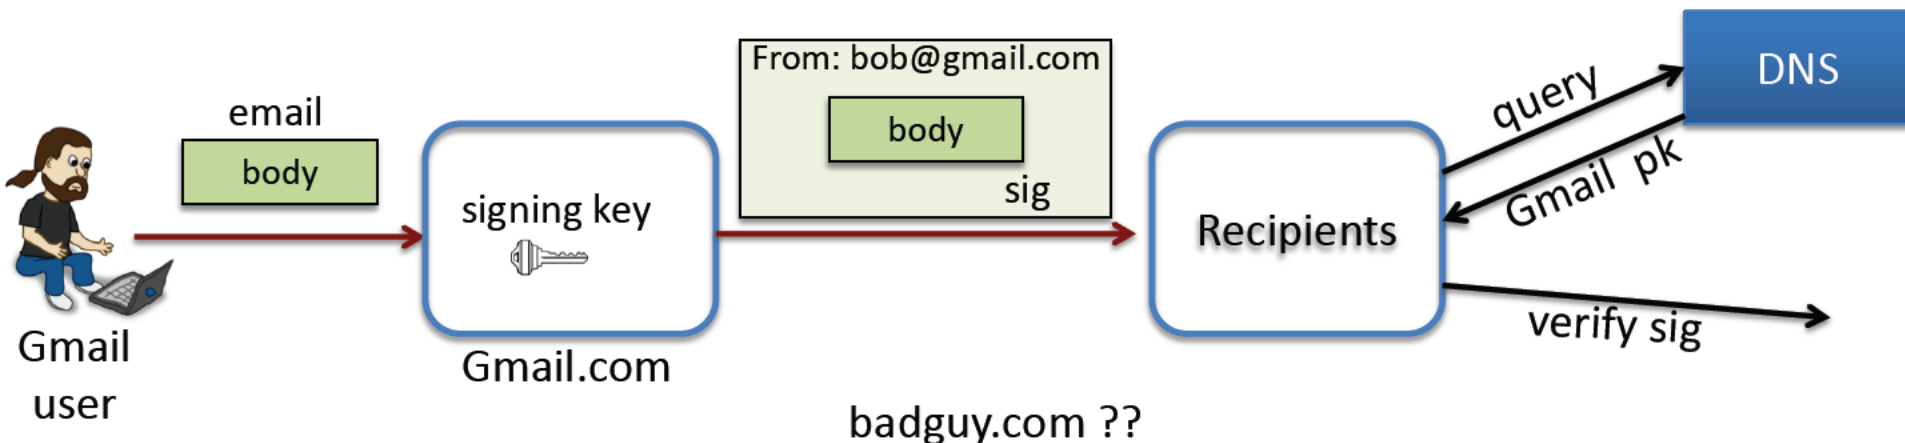 email
body
Gmail
user
signing key
Gmail.com
From: bob@gmail.com
body
sig
badguy.com ??
Recipients
query
Gmail pk
DNS
verify sig